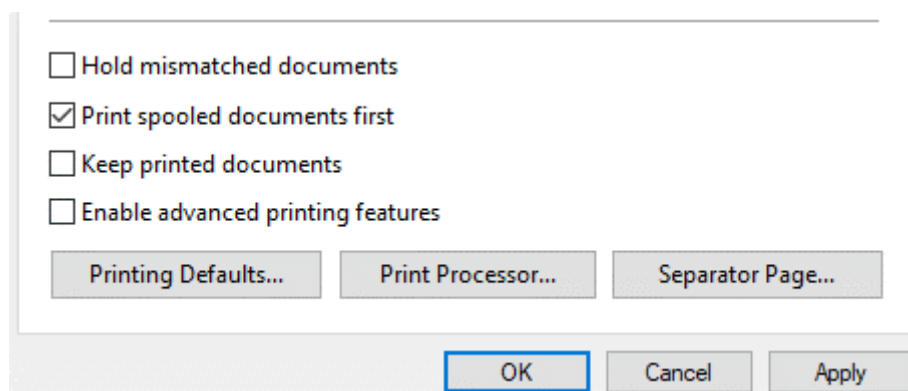 Hold mismatched documents
Print spooled documents first
Keep printed documents
Enable advanced printing features
Printing Defaults... Print Processor... Separator Page...
OK Cancel Apply